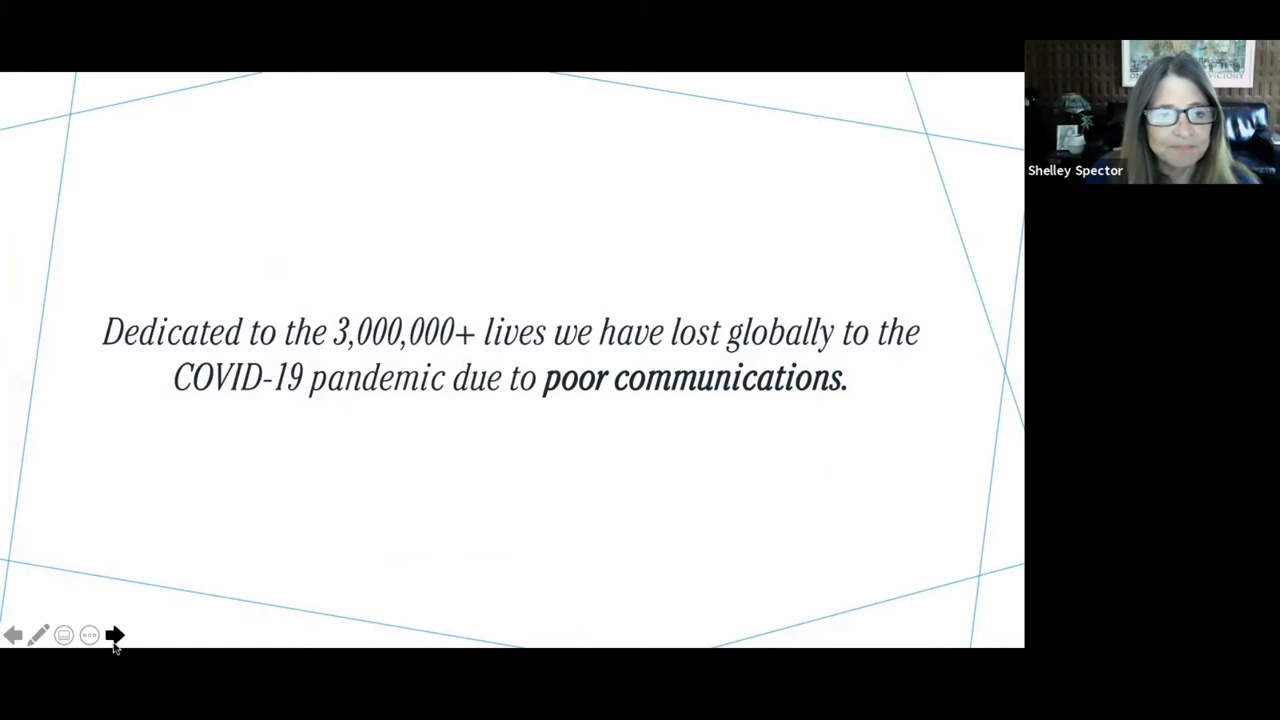 Dedicated to the 3,000,000+ lives we have lost globally to the
COVID-19 pandemic due to poor communications.
Shelley Spector